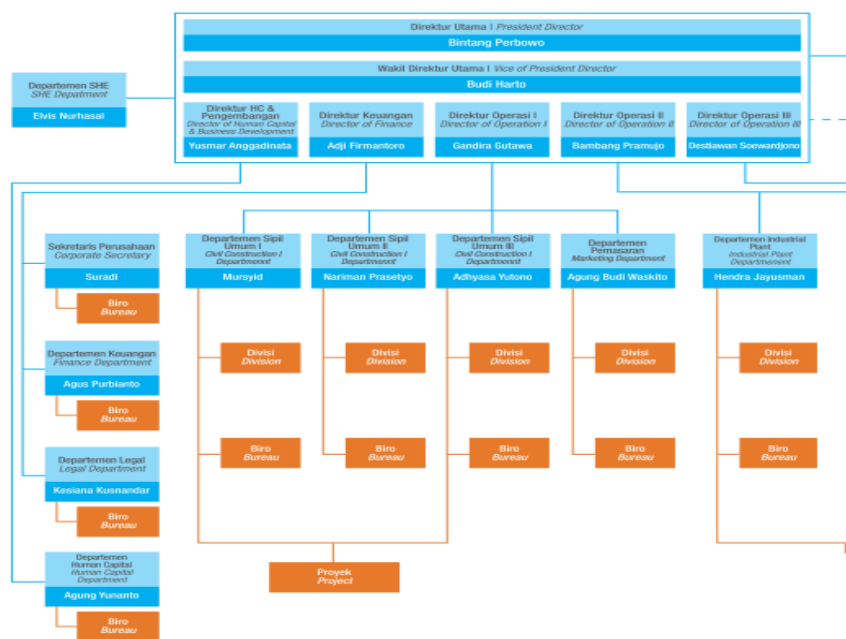 Direktur Utama | President Director
Bintang Perbowo
Wakil Direktur Utama | Vice of President Director
Budi Harto
Departemen SHE
SHE Depatment
Elvis Nurhasal
Direktur HC &
Pengembangan
Director of Human Capital
& Business Development
Yusmar Anggadinata
Direktur Keuangan
Director of Finance
Adji Firmantoro
Direktur Operasi I
Director of Operation I
Gandira Gutawa
Direktur Operasi II
Director of Operation II
Bambang Pramujo
Direktur Operasi III
Director of Operation III
Destiawan Soewardjono
Sekretaris Perusahaan
Corporate Secretary
Suradi
Biro
Bureau
Departemen Sipil
Umum I
Civil Construction I
Departmennt
Mursyid
Departemen Sipil
Umum II
Civil Construction I
Departmennt
Nariman Prasetyo
Departemen Sipil
Umum III
Civil Construction I
Departmennt
Adhyasa Yutono
Departemen
Pemasaran
Marketing Department
Agung Budi Waskito
Departemen Industrial
Plant
Industrial Plant
Departmanent
Hendra Jayusman
Divisi
Division
Divisi
Division
Divisi
Division
Divisi
Division
Divisi
Division
Departemen Keuangan
Finance Department
Agus Purbianto
Biro
Bureau
Biro
Bureau
Biro
Bureau
Biro
Bureau
Biro
Bureau
Biro
Bureau
Departemen Legal
Legal Department
Kesiana Kusnandar
Biro
Bureau
Departemen
Human Capital
Human Capital
Department
Agung Yunanto
Biro
Bureau
Proyek
Project